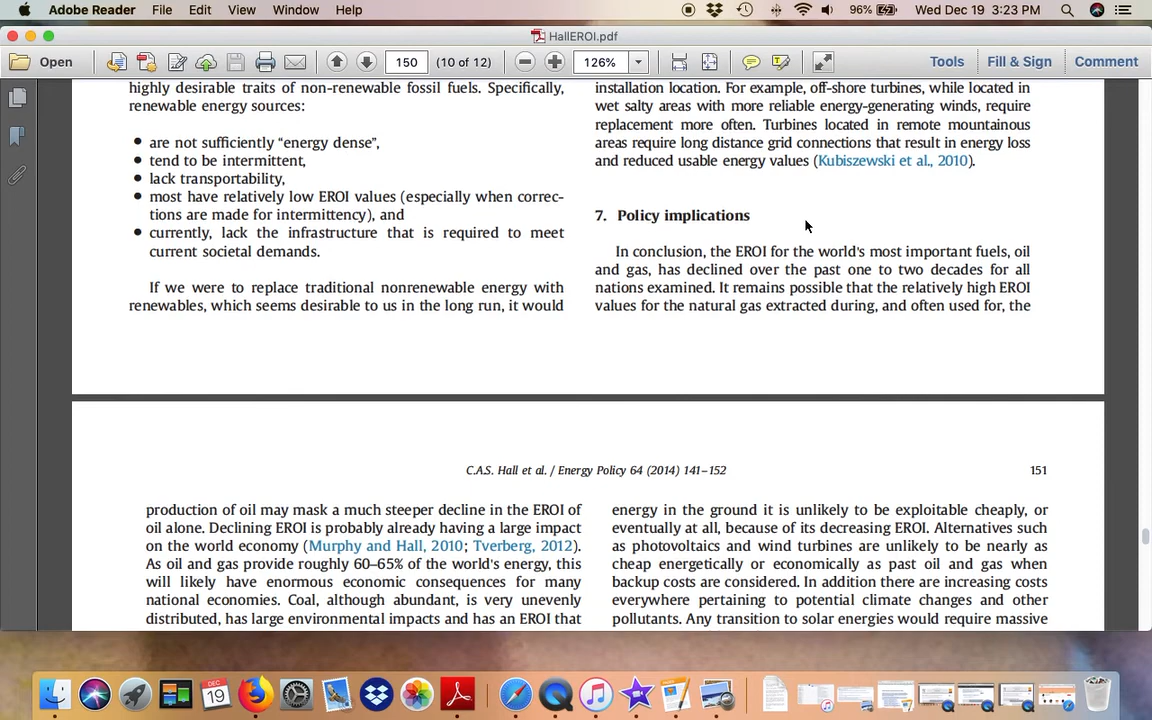 Adobe Reader File Edit View Window Help 96% Wed Dec 19 3:23 PM
HallEROI.pdf
Open 150 (10 of 12) 126% Tools Fill & Sign Comment
highly desirable traits of non-renewable fossil fuels. Specifically,
renewable energy sources:
● are not sufficiently “energy dense”,
● tend to be intermittent,
● lack transportability,
● most have relatively low EROI values (especially when correc-
tions are made for intermittency), and
● currently, lack the infrastructure that is required to meet
current societal demands.
If we were to replace traditional nonrenewable energy with
renewables, which seems desirable to us in the long run, it would
installation location. For example, off-shore turbines, while located in
wet salty areas with more reliable energy-generating winds, require
replacement more often. Turbines located in remote mountainous
areas require long distance grid connections that result in energy loss
and reduced usable energy values (Kubiszewski et al., 2010).
7. Policy implications
In conclusion, the EROI for the world's most important fuels, oil
and gas, has declined over the past one to two decades for all
nations examined. It remains possible that the relatively high EROI
values for the natural gas extracted during, and often used for, the
C.A.S. Hall et al. / Energy Policy 64 (2014) 141–152 151
production of oil may mask a much steeper decline in the EROI of
oil alone. Declining EROI is probably already having a large impact
on the world economy (Murphy and Hall, 2010; Tverberg, 2012).
As oil and gas provide roughly 60–65% of the world's energy, this
will likely have enormous economic consequences for many
national economies. Coal, although abundant, is very unevenly
distributed, has large environmental impacts and has an EROI that
energy in the ground it is unlikely to be exploitable cheaply, or
eventually at all, because of its decreasing EROI. Alternatives such
as photovoltaics and wind turbines are unlikely to be nearly as
cheap energetically or economically as past oil and gas when
backup costs are considered. In addition there are increasing costs
everywhere pertaining to potential climate changes and other
pollutants. Any transition to solar energies would require massive
DEC
19